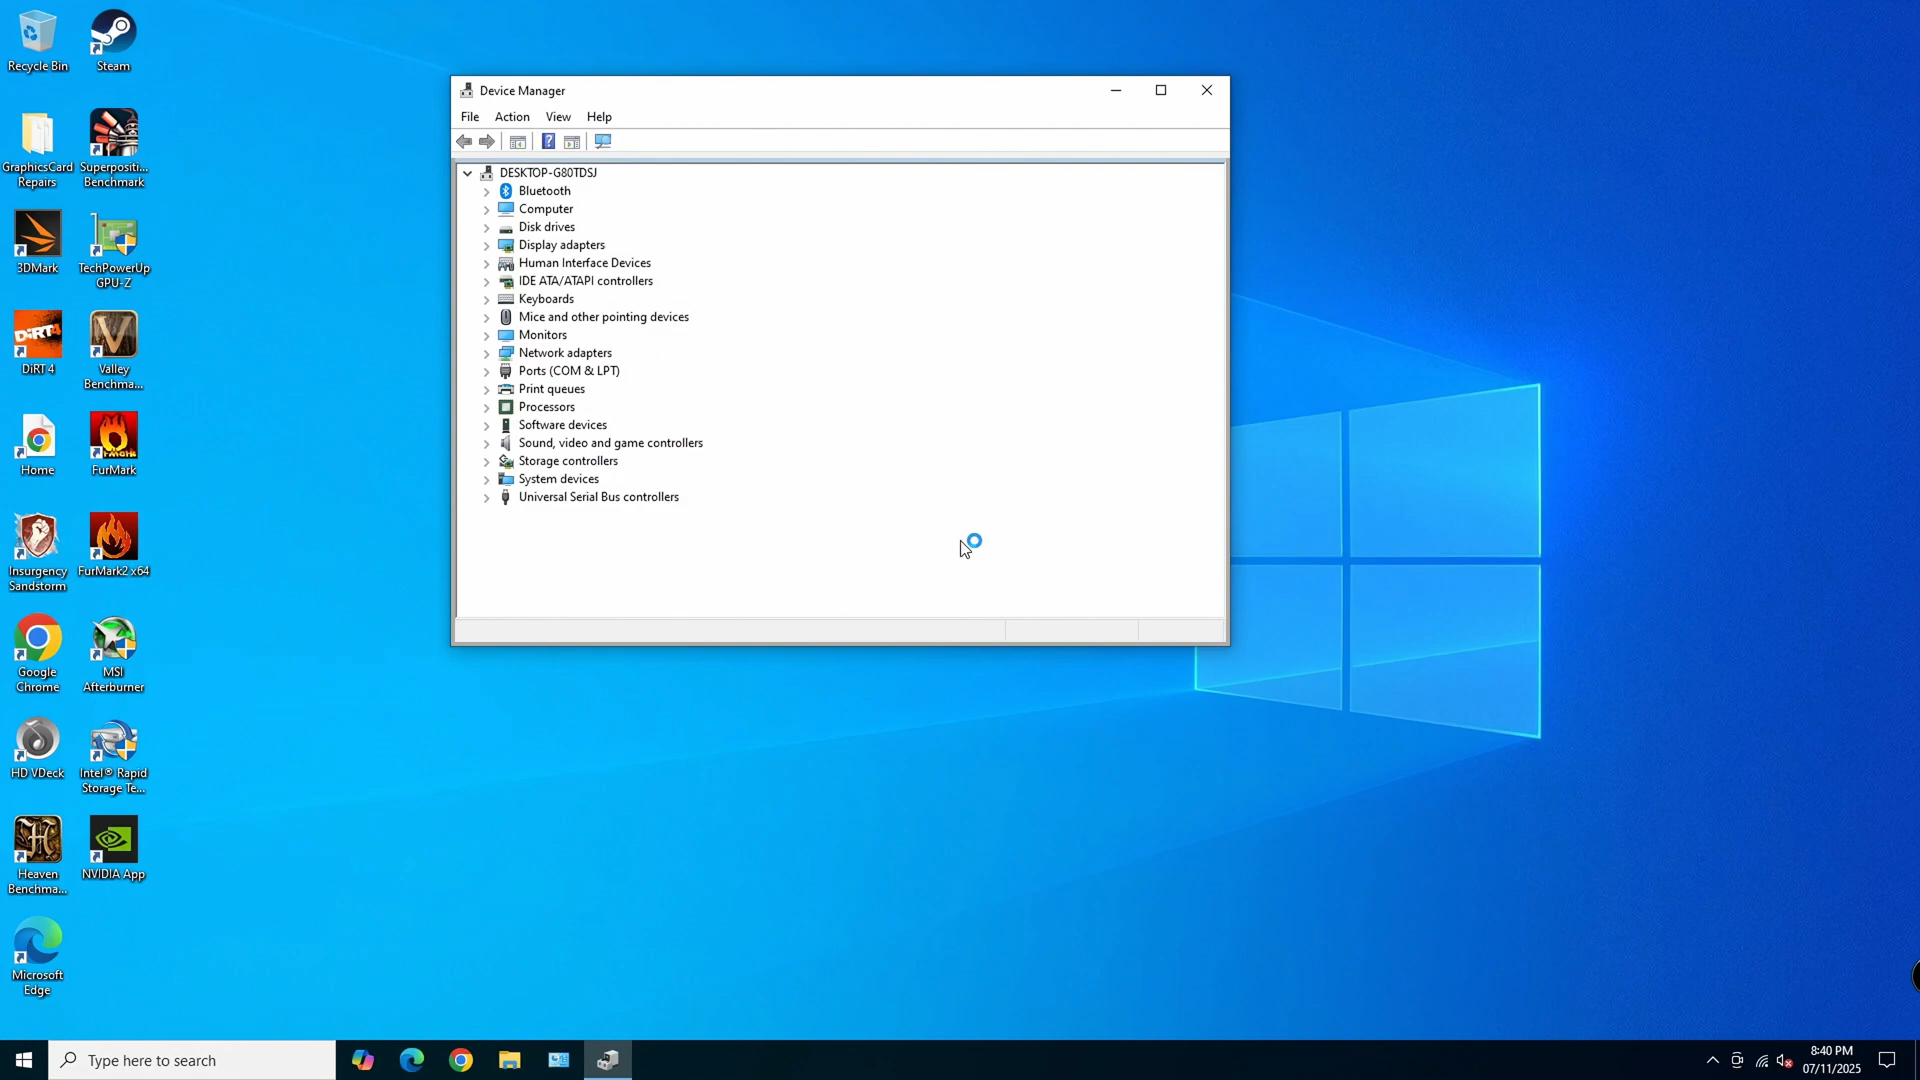 Recycle Bin
Steam
GraphicsCard
Repairs
Superpositi...
Benchmark
3DMark
TechPowerUp
GPU-Z
DiRT 4
Valley
Benchma...
Home
FurMark
Insurgency
Sandstorm
FurMark2 x64
Google
Chrome
MSI
Afterburner
HD VDeck
Intel® Rapid
Storage Te...
Heaven
Benchma...
NVIDIA App
Microsoft
Edge
Device Manager
File Action View Help
DESKTOP-G80TDSJ
Bluetooth
Computer
Disk drives
Display adapters
Human Interface Devices
IDE ATA/ATAPI controllers
Keyboards
Mice and other pointing devices
Monitors
Network adapters
Ports (COM & LPT)
Print queues
Processors
Software devices
Sound, video and game controllers
Storage controllers
System devices
Universal Serial Bus controllers
Type here to search
8:40 PM
07/11/2025